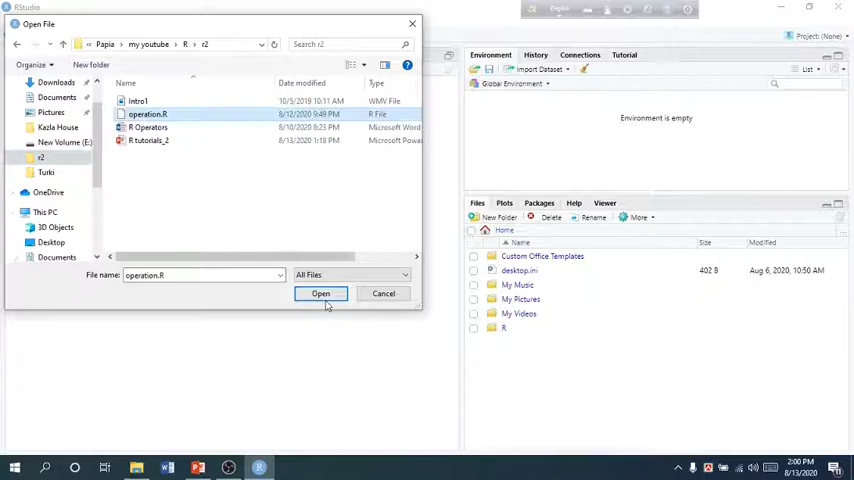 RStudio
English
Open File
Papia
my youtube
R
r2
Search r2
Project: (None)
Organize
New folder
Environment
History
Connections
Tutorial
Import Dataset
List
Global Environment
Environment is empty
Downloads
Documents
Pictures
Kazla House
New Volume (E:)
r2
Turki
OneDrive
This PC
3D Objects
Desktop
Documents
Name
Date modified
Type
Intro1
10/5/2019 10:11 AM
WMV File
operation.R
8/12/2020 9:49 PM
R File
R Operators
8/10/2020 8:23 PM
Microsoft Word
R tutorials_2
8/13/2020 1:18 PM
Microsoft Pow
File name:
operation.R
All Files
Open
Cancel
Files
Plots
Packages
Help
Viewer
New Folder
Delete
Rename
More
Home
Name
Size
Modified
Custom Office Templates
desktop.ini
402 B
Aug 6, 2020, 10:50 AM
My Music
My Pictures
My Videos
R
2:00 PM
8/13/2020